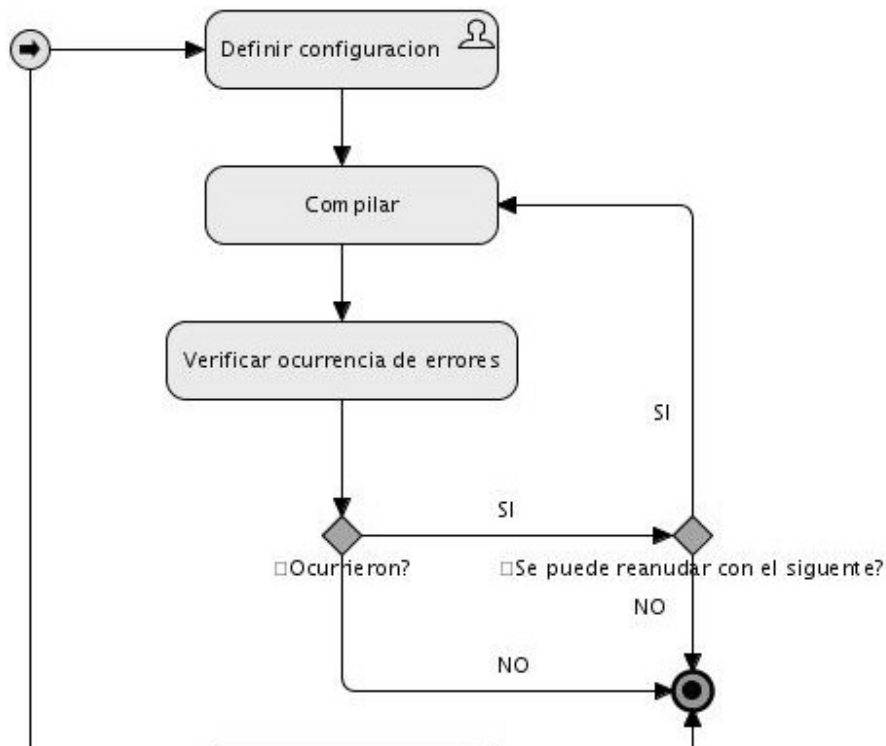 Definir configuracion
Compilar
Verificar ocurrencia de errores
SI
SI
□Ocurrieron?
□Se puede reanudar con el siguente?
NO
NO